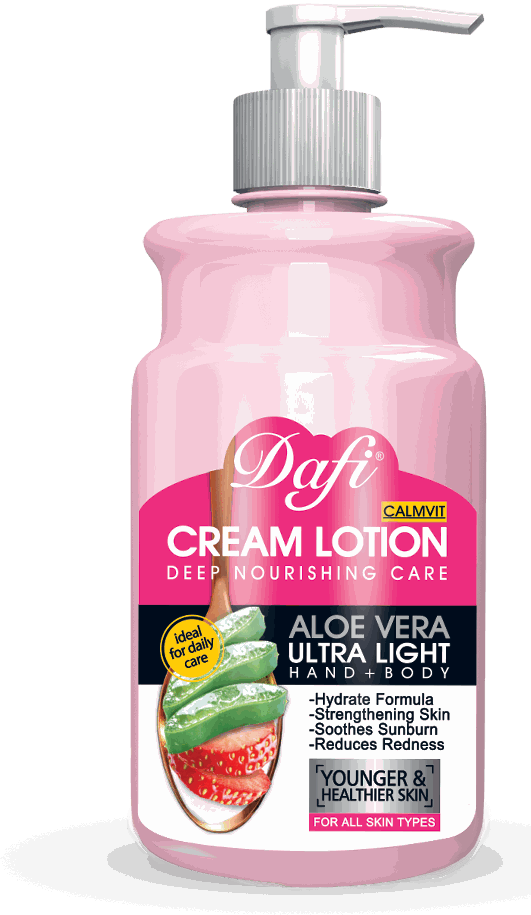 Dafi®
CALMVIT
CREAM LOTION
DEEP NOURISHING CARE
ideal
for daily
care
ALOE VERA
ULTRA LIGHT
HAND + BODY
-Hydrate Formula
-Strengthening Skin
-Soothes Sunburn
-Reduces Redness
YOUNGER &
HEALTHIER SKIN
FOR ALL SKIN TYPES